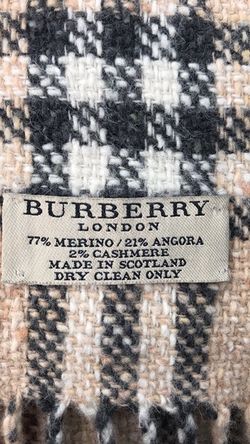 BURBERRY
LONDON
77% MERINO / 21% ANGORA
2% CASHMERE
MADE IN SCOTLAND
DRY CLEAN ONLY